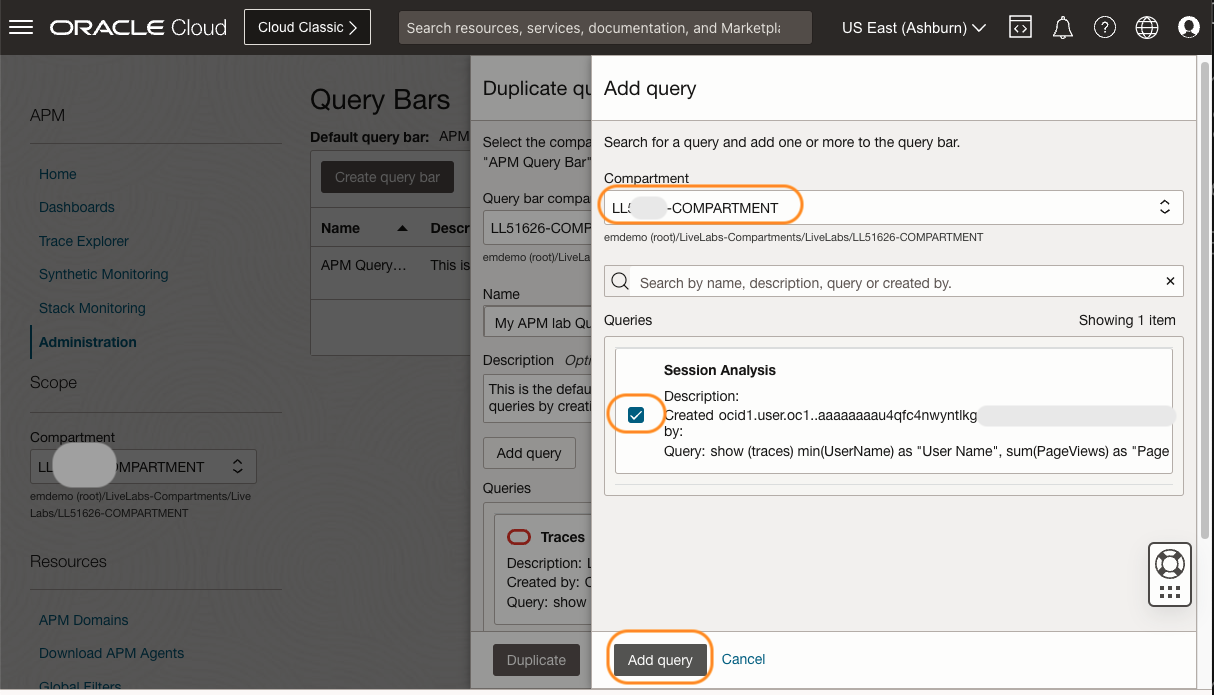 ORACLE Cloud
Cloud Classic
Search resources, services, documentation, and Marketpl
US East (Ashburn)
APM
Home
Dashboards
Trace Explorer
Synthetic Monitoring
Stack Monitoring
Administration
Scope
Compartment
LL OMPARTMENT
emdemo (root)/LiveLabs-Compartments/Live
Labs/LL51626-COMPARTMENT
Resources
APM Domains
Download APM Agents
Global Filters
Query Bars
Default query bar: APM
Create query bar
Name Descr
APM Query... This is
Duplicate qu
Select the compa
"APM Query Bar"
Query bar compa
LL51626-COMP
emdemo (root)/LiveLa
Name
My APM lab Qu
Description Opti
This is the defau
queries by creati
Add query
Queries
Traces
Description: L
Created by: O
Query: show
Duplicate
Add query
Search for a query and add one or more to the query bar.
Compartment
LL5 -COMPARTMENT
emdemo (root)/LiveLabs-Compartments/LiveLabs/LL51626-COMPARTMENT
Search by name, description, query or created by.
Queries
Showing 1 item
Session Analysis
Description:
Created ocid1.user.oc1..aaaaaaaau4qfc4nwyntlkg
by:
Query: show (traces) min(UserName) as "User Name", sum(PageViews) as "Page
Add query
Cancel